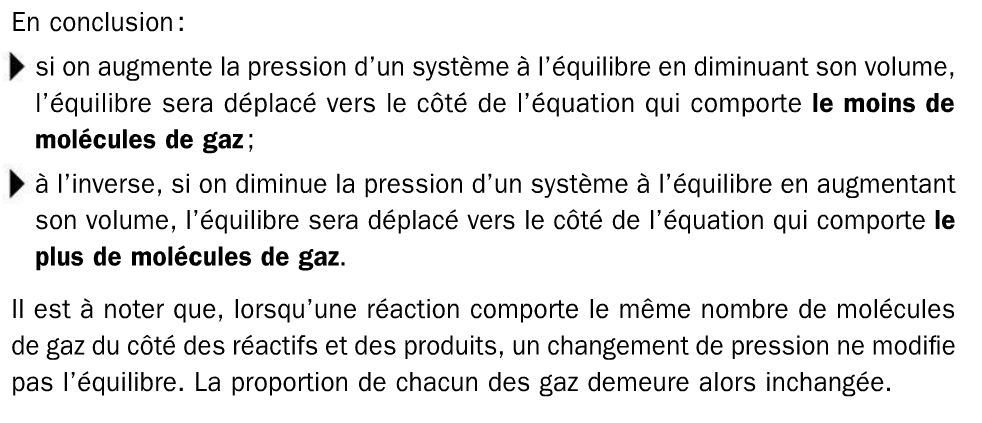 En conclusion :
si on augmente la pression d’un système à l’équilibre en diminuant son volume,
l’équilibre sera déplacé vers le côté de l’équation qui comporte le moins de
molécules de gaz ;
à l’inverse, si on diminue la pression d’un système à l’équilibre en augmentant
son volume, l’équilibre sera déplacé vers le côté de l’équation qui comporte le
plus de molécules de gaz.
Il est à noter que, lorsqu’une réaction comporte le même nombre de molécules
de gaz du côté des réactifs et des produits, un changement de pression ne modifie
pas l’équilibre. La proportion de chacun des gaz demeure alors inchangée.